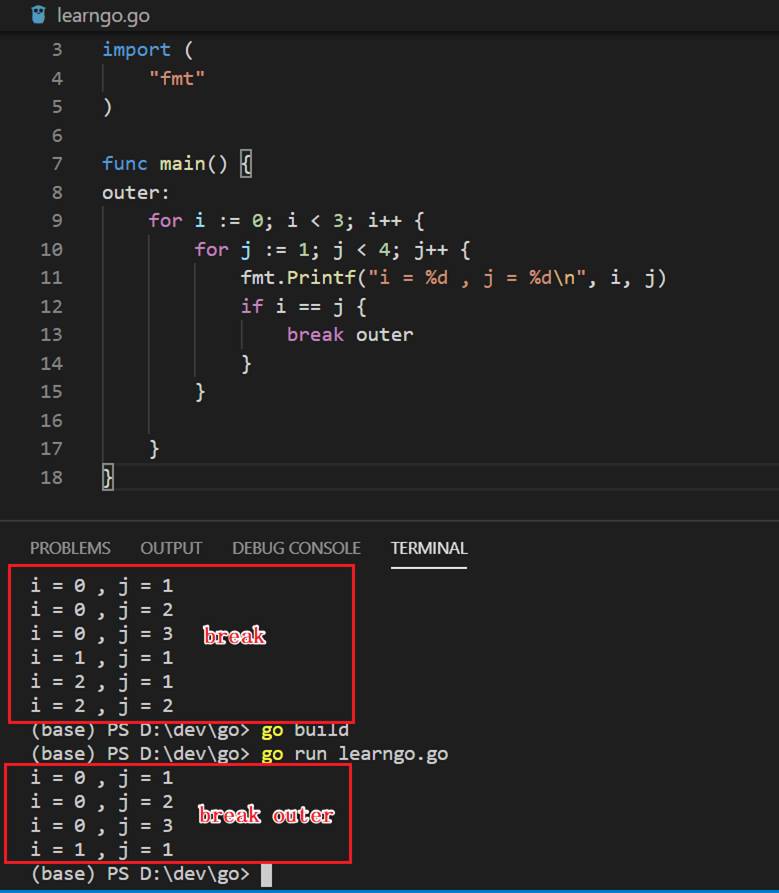 learngo.go
3 import (
4 "fmt"
5 )
6
7 func main() {
8 outer:
9 for i := 0; i < 3; i++ {
10 for j := 1; j < 4; j++ {
11 fmt.Printf("i = %d , j = %d\n", i, j)
12 if i == j {
13 break outer
14 }
15 }
16
17 }
18 }
PROBLEMS OUTPUT DEBUG CONSOLE TERMINAL
i = 0 , j = 1
i = 0 , j = 2
i = 0 , j = 3 break
i = 1 , j = 1
i = 2 , j = 1
i = 2 , j = 2
(base) PS D:\dev\go> go build
(base) PS D:\dev\go> go run learngo.go
i = 0 , j = 1
i = 0 , j = 2 break outer
i = 0 , j = 3
i = 1 , j = 1
(base) PS D:\dev\go>